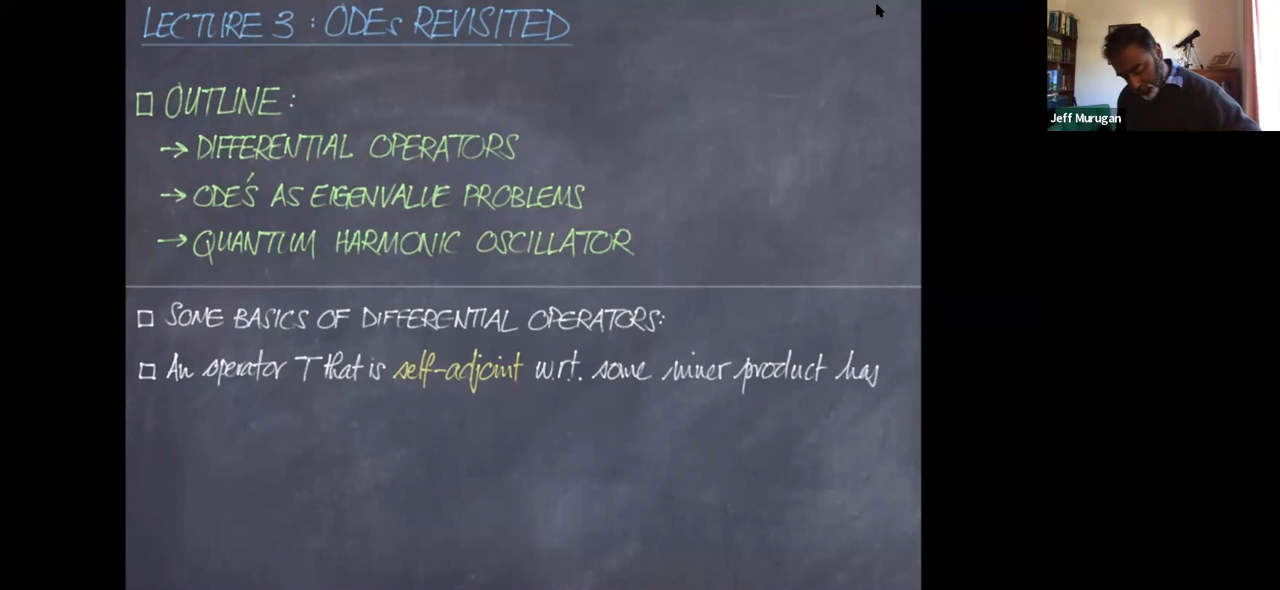 LECTURE 3 : ODEs REVISITED
□ OUTLINE :
→ DIFFERENTIAL OPERATORS
→ ODE'S AS EIGENVALUE PROBLEMS
→ QUANTUM HARMONIC OSCILLATOR
□ SOME BASICS OF DIFFERENTIAL OPERATORS:
□ An operator T that is self-adjoint w.r.t. some inner product has
Jeff Murugan